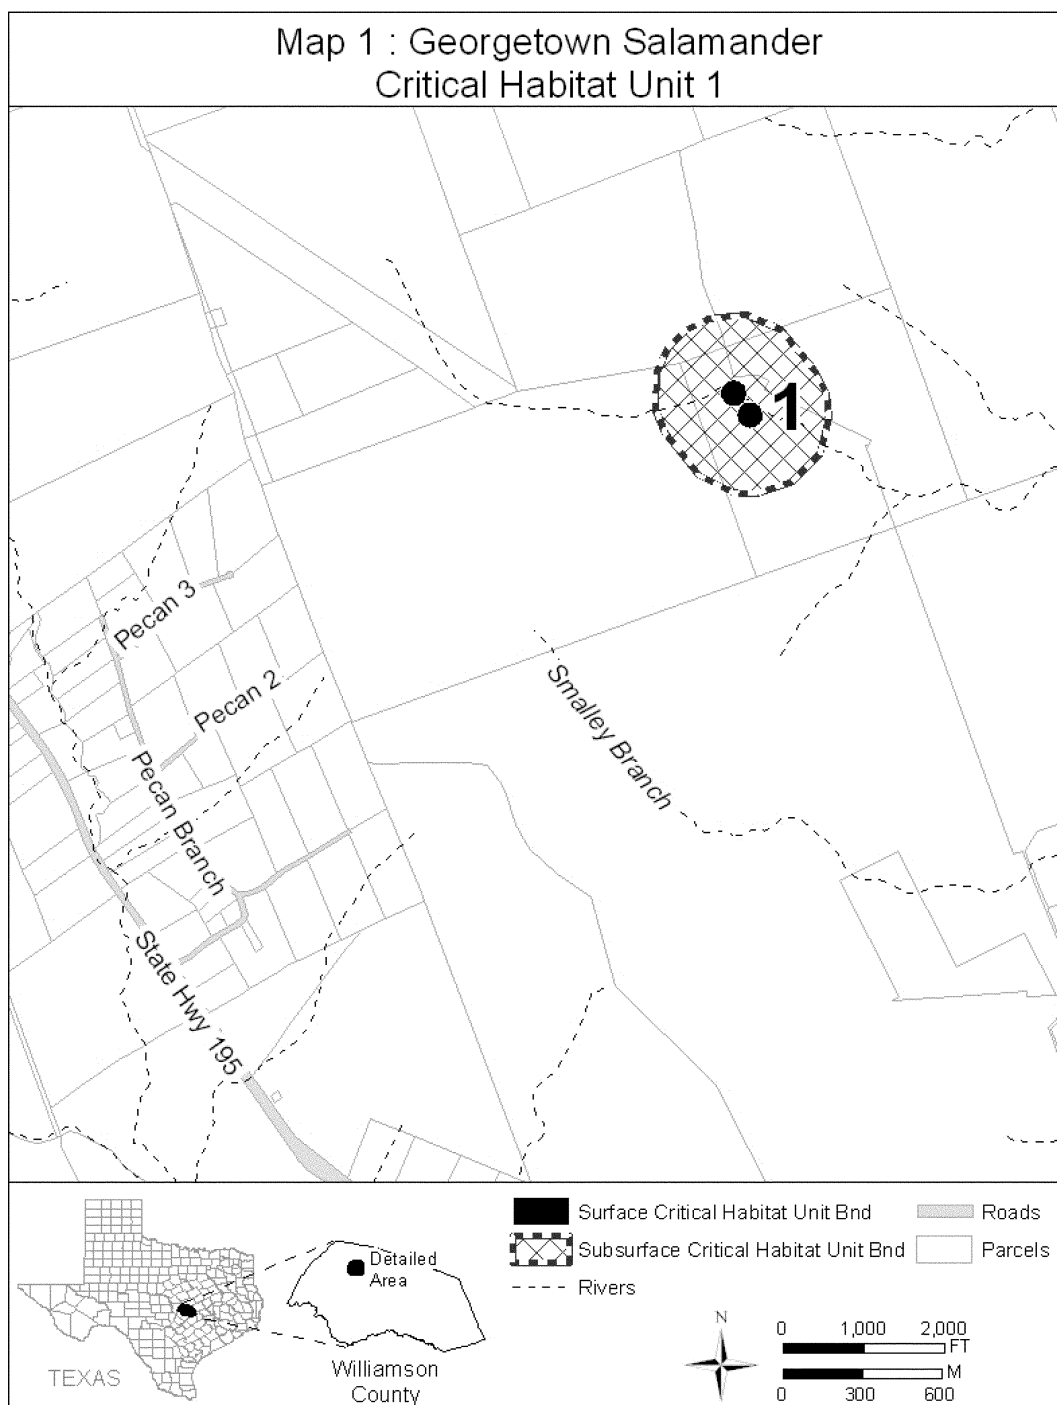 Map 1 : Georgetown Salamander
Critical Habitat Unit 1
1
Pecan 3
Pecan 2
Pecan Branch
Smalley Branch
State Hwy 195
TEXAS
Detailed
Area
Williamson
County
Surface Critical Habitat Unit Bnd
Subsurface Critical Habitat Unit Bnd
Rivers
Roads
Parcels
N
0 1,000 2,000
FT
M
0 300 600